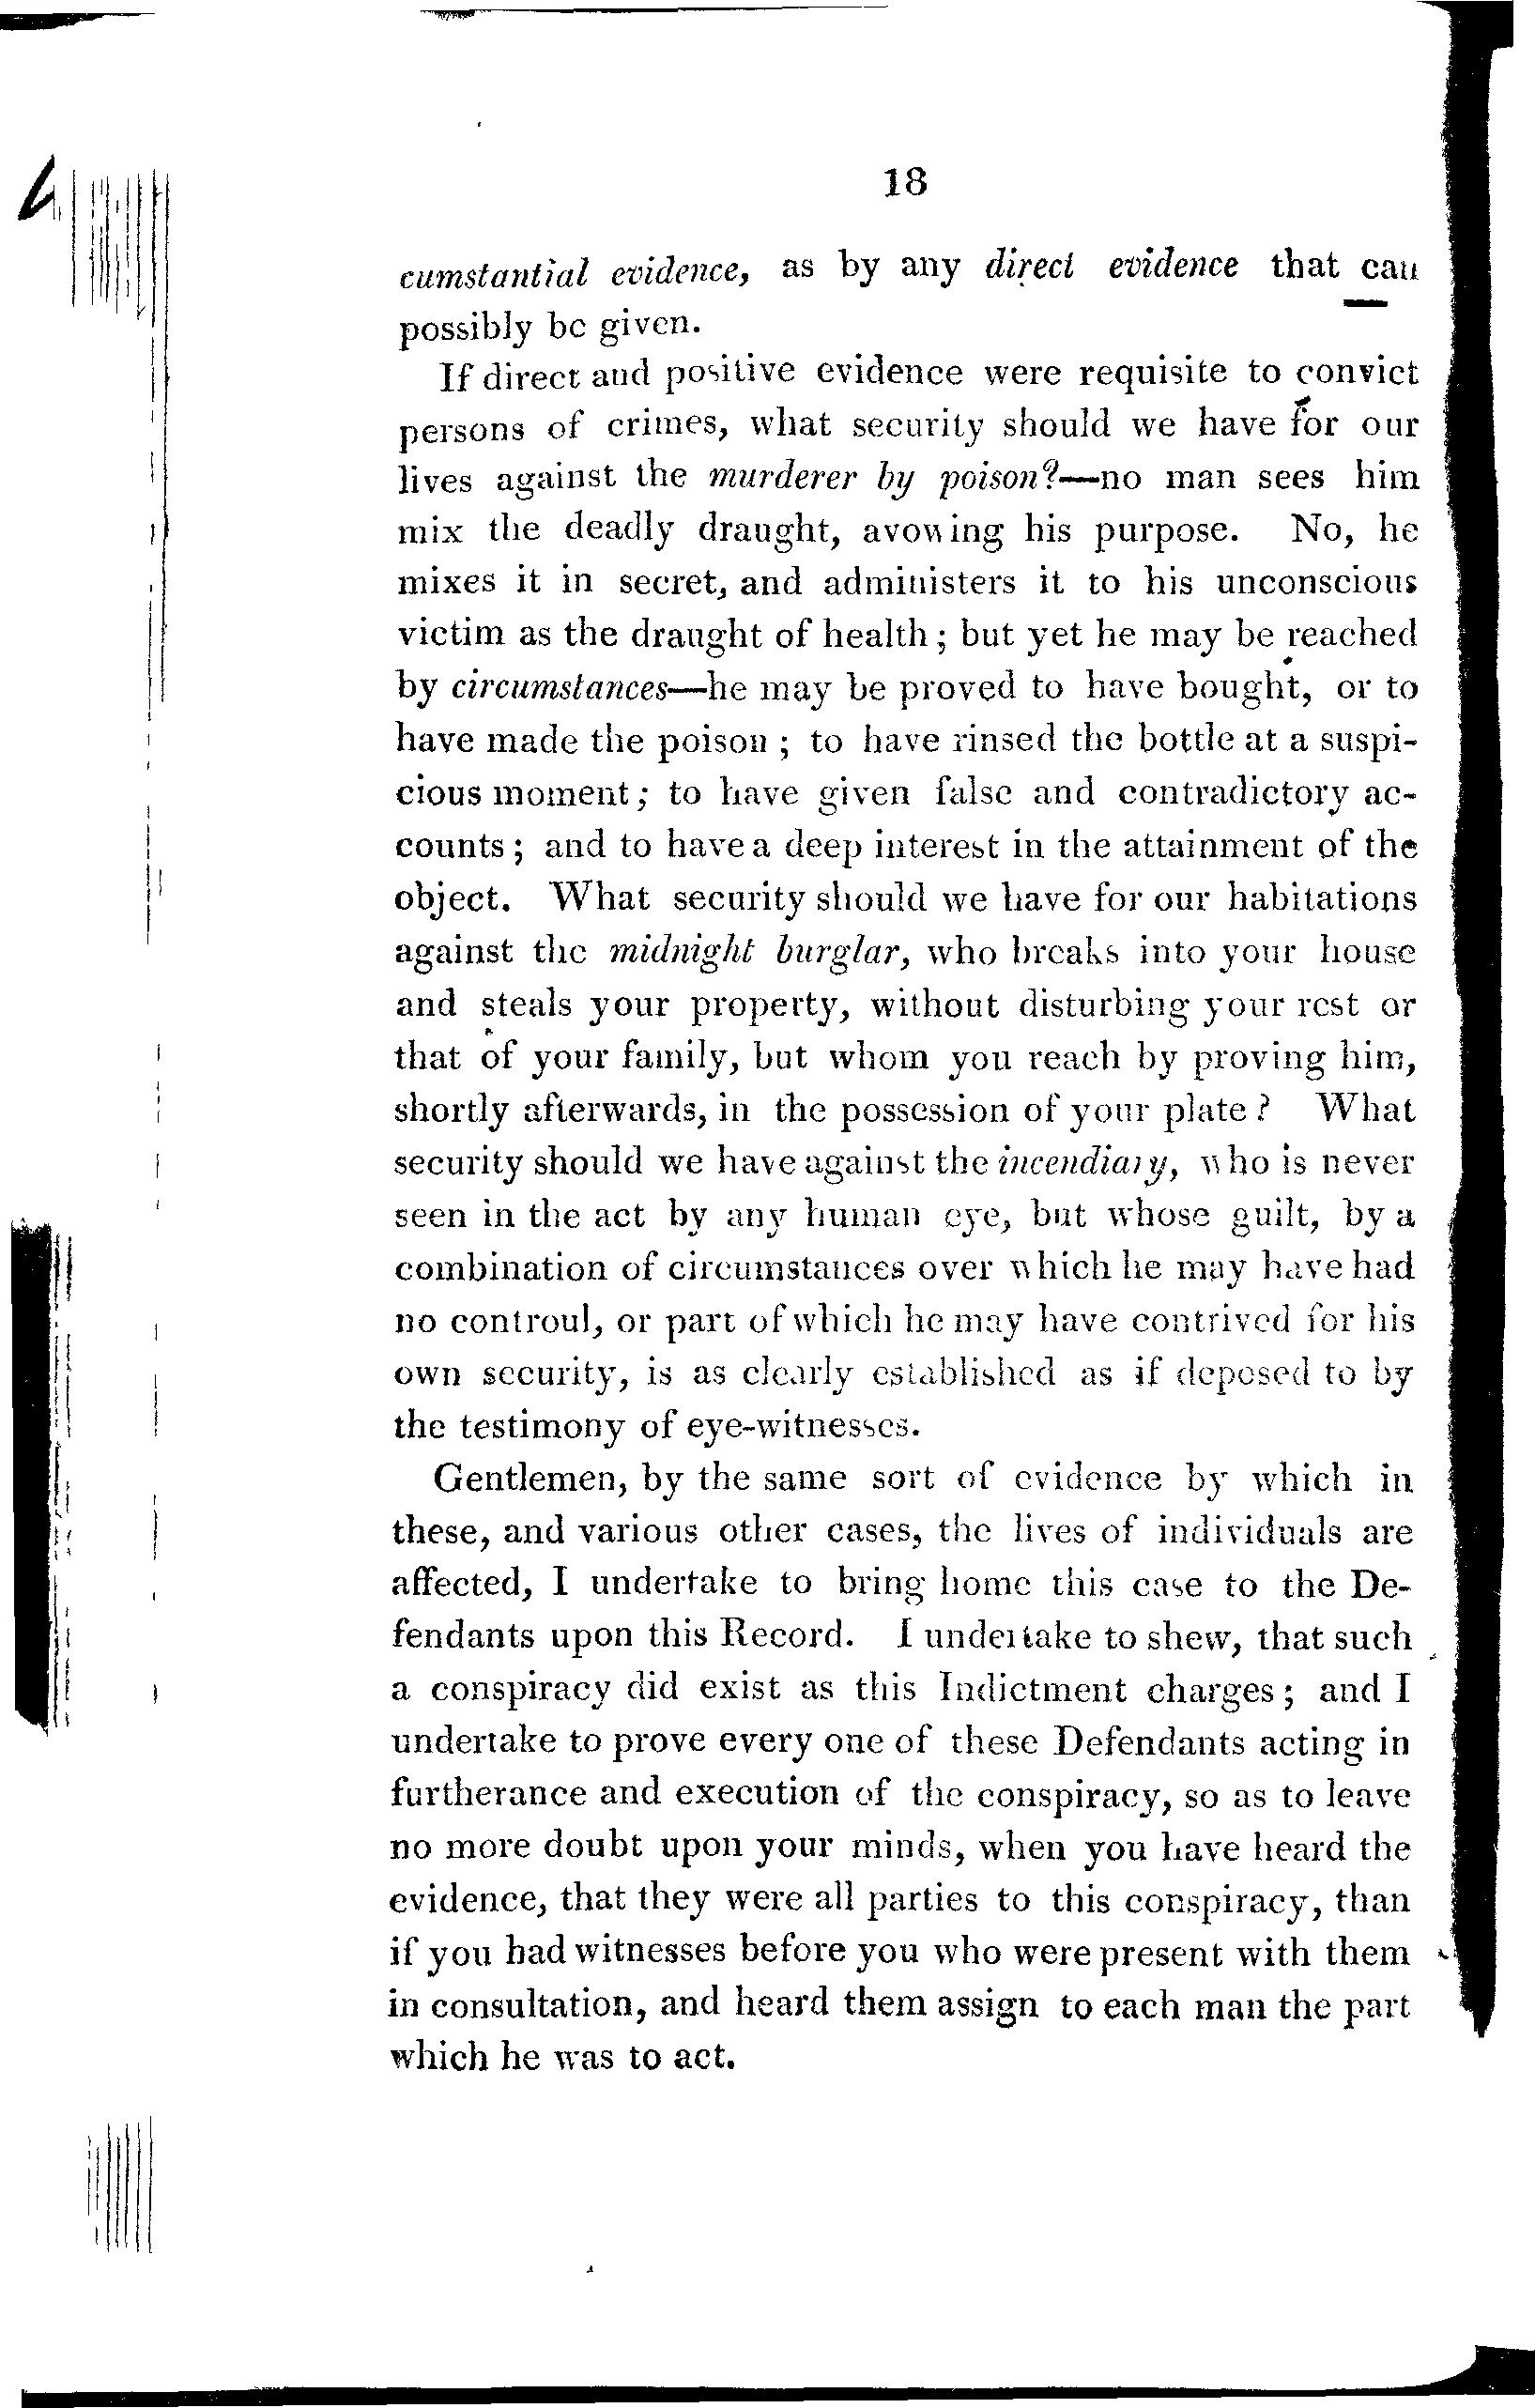 18
cumstantial evidence, as by any direct evidence that can
possibly be given.
If direct and positive evidence were requisite to convict
persons of crimes, what security should we have for our
lives against the murderer by poison?—no man sees him
mix the deadly draught, avowing his purpose. No, he
mixes it in secret, and administers it to his unconscious
victim as the draught of health; but yet he may be reached
by circumstances—he may be proved to have bought, or to
have made the poison; to have rinsed the bottle at a suspi-
cious moment; to have given false and contradictory ac-
counts; and to have a deep interest in the attainment of the
object. What security should we have for our habitations
against the midnight burglar, who breaks into your house
and steals your property, without disturbing your rest or
that of your family, but whom you reach by proving him,
shortly afterwards, in the possession of your plate? What
security should we have against the incendiary, who is never
seen in the act by any human eye, but whose guilt, by a
combination of circumstances over which he may have had
no controul, or part of which he may have contrived for his
own security, is as clearly established as if deposed to by
the testimony of eye-witnesses.
Gentlemen, by the same sort of evidence by which in
these, and various other cases, the lives of individuals are
affected, I undertake to bring home this case to the De-
fendants upon this Record. I undertake to shew, that such
a conspiracy did exist as this Indictment charges; and I
undertake to prove every one of these Defendants acting in
furtherance and execution of the conspiracy, so as to leave
no more doubt upon your minds, when you have heard the
evidence, that they were all parties to this conspiracy, than
if you had witnesses before you who were present with them
in consultation, and heard them assign to each man the part
which he was to act.